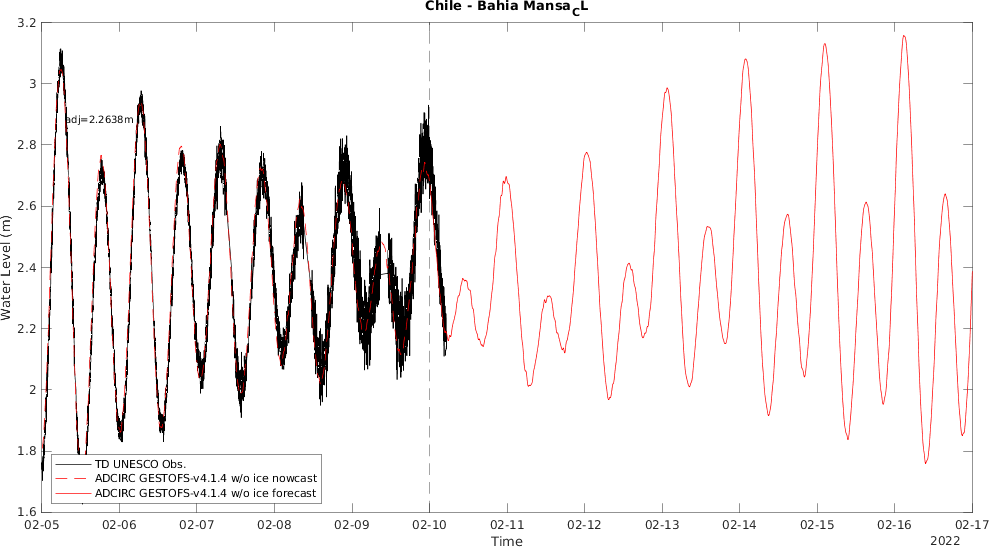 Chile - Bahia Mansa_CL
3.2
3
2.8
2.6
2.4
2.2
2
1.8
1.6
Water Level (m)
adj=2.2638m
TD UNESCO Obs.
ADCIRC GESTOFS-v4.1.4 w/o ice nowcast
ADCIRC GESTOFS-v4.1.4 w/o ice forecast
02-05 02-06 02-07 02-08 02-09 02-10 02-11 02-12 02-13 02-14 02-15 02-16 02-17
Time
2022